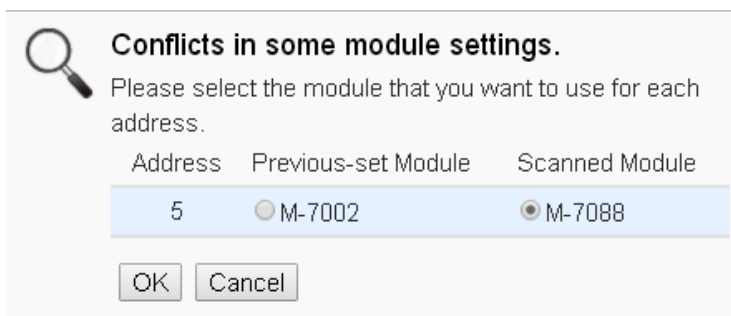 Conflicts in some module settings.
Please select the module that you want to use for each
address.
Address Previous-set Module Scanned Module
5 M-7002 M-7088
OK Cancel